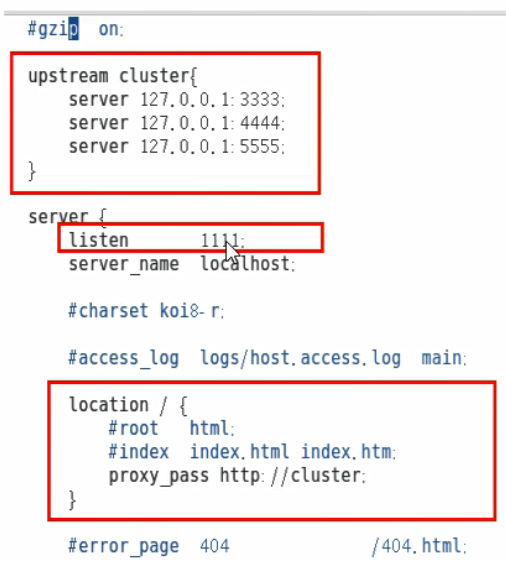 #gzip  on;
upstream cluster{
    server 127.0.0.1:3333;
    server 127.0.0.1:4444;
    server 127.0.0.1:5555;
}
server {
    listen       1111;
    server_name  localhost;
    #charset koi8-r;
    #access_log  logs/host.access.log  main;
    location / {
        #root   html;
        #index  index.html index.htm;
        proxy_pass http://cluster;
    }
    #error_page  404              /404.html;